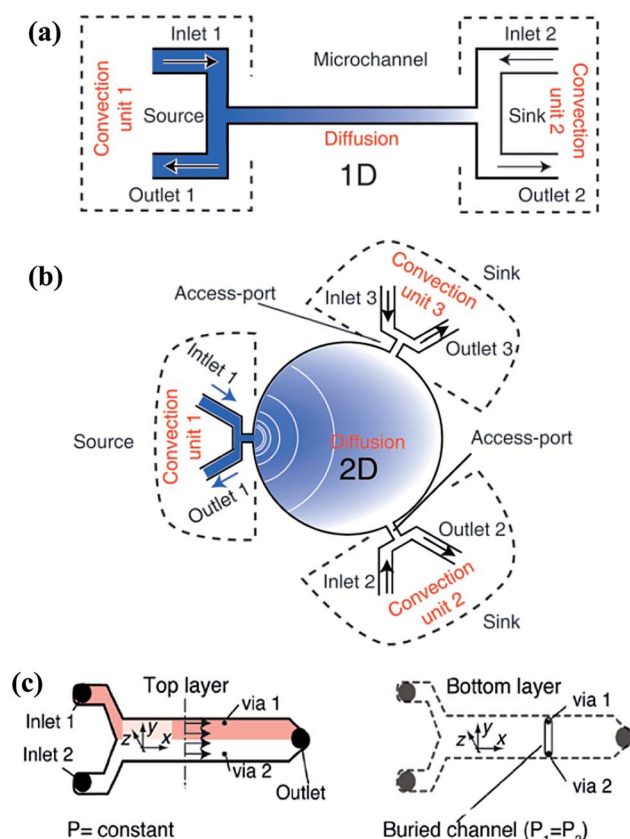 (a)
Inlet 1
Inlet 2
Microchannel
Convection
unit 1
Source
Sink
Convection
unit 2
Diffusion
1D
Outlet 1
Outlet 2
(b)
Sink
Convection
unit 3
Access-port
Inlet 3
Outlet 3
Intlet 1
Convection
unit 1
Source
Diffusion
2D
Access-port
Outlet 1
Outlet 2
Inlet 2
Convection
unit 2
Sink
(c)
Top layer
Bottom layer
Inlet 1
via 1
via 1
y
z
x
y
z
x
Inlet 2
via 2
via 2
Outlet
P= constant
Buried channel (P₁=P₂)